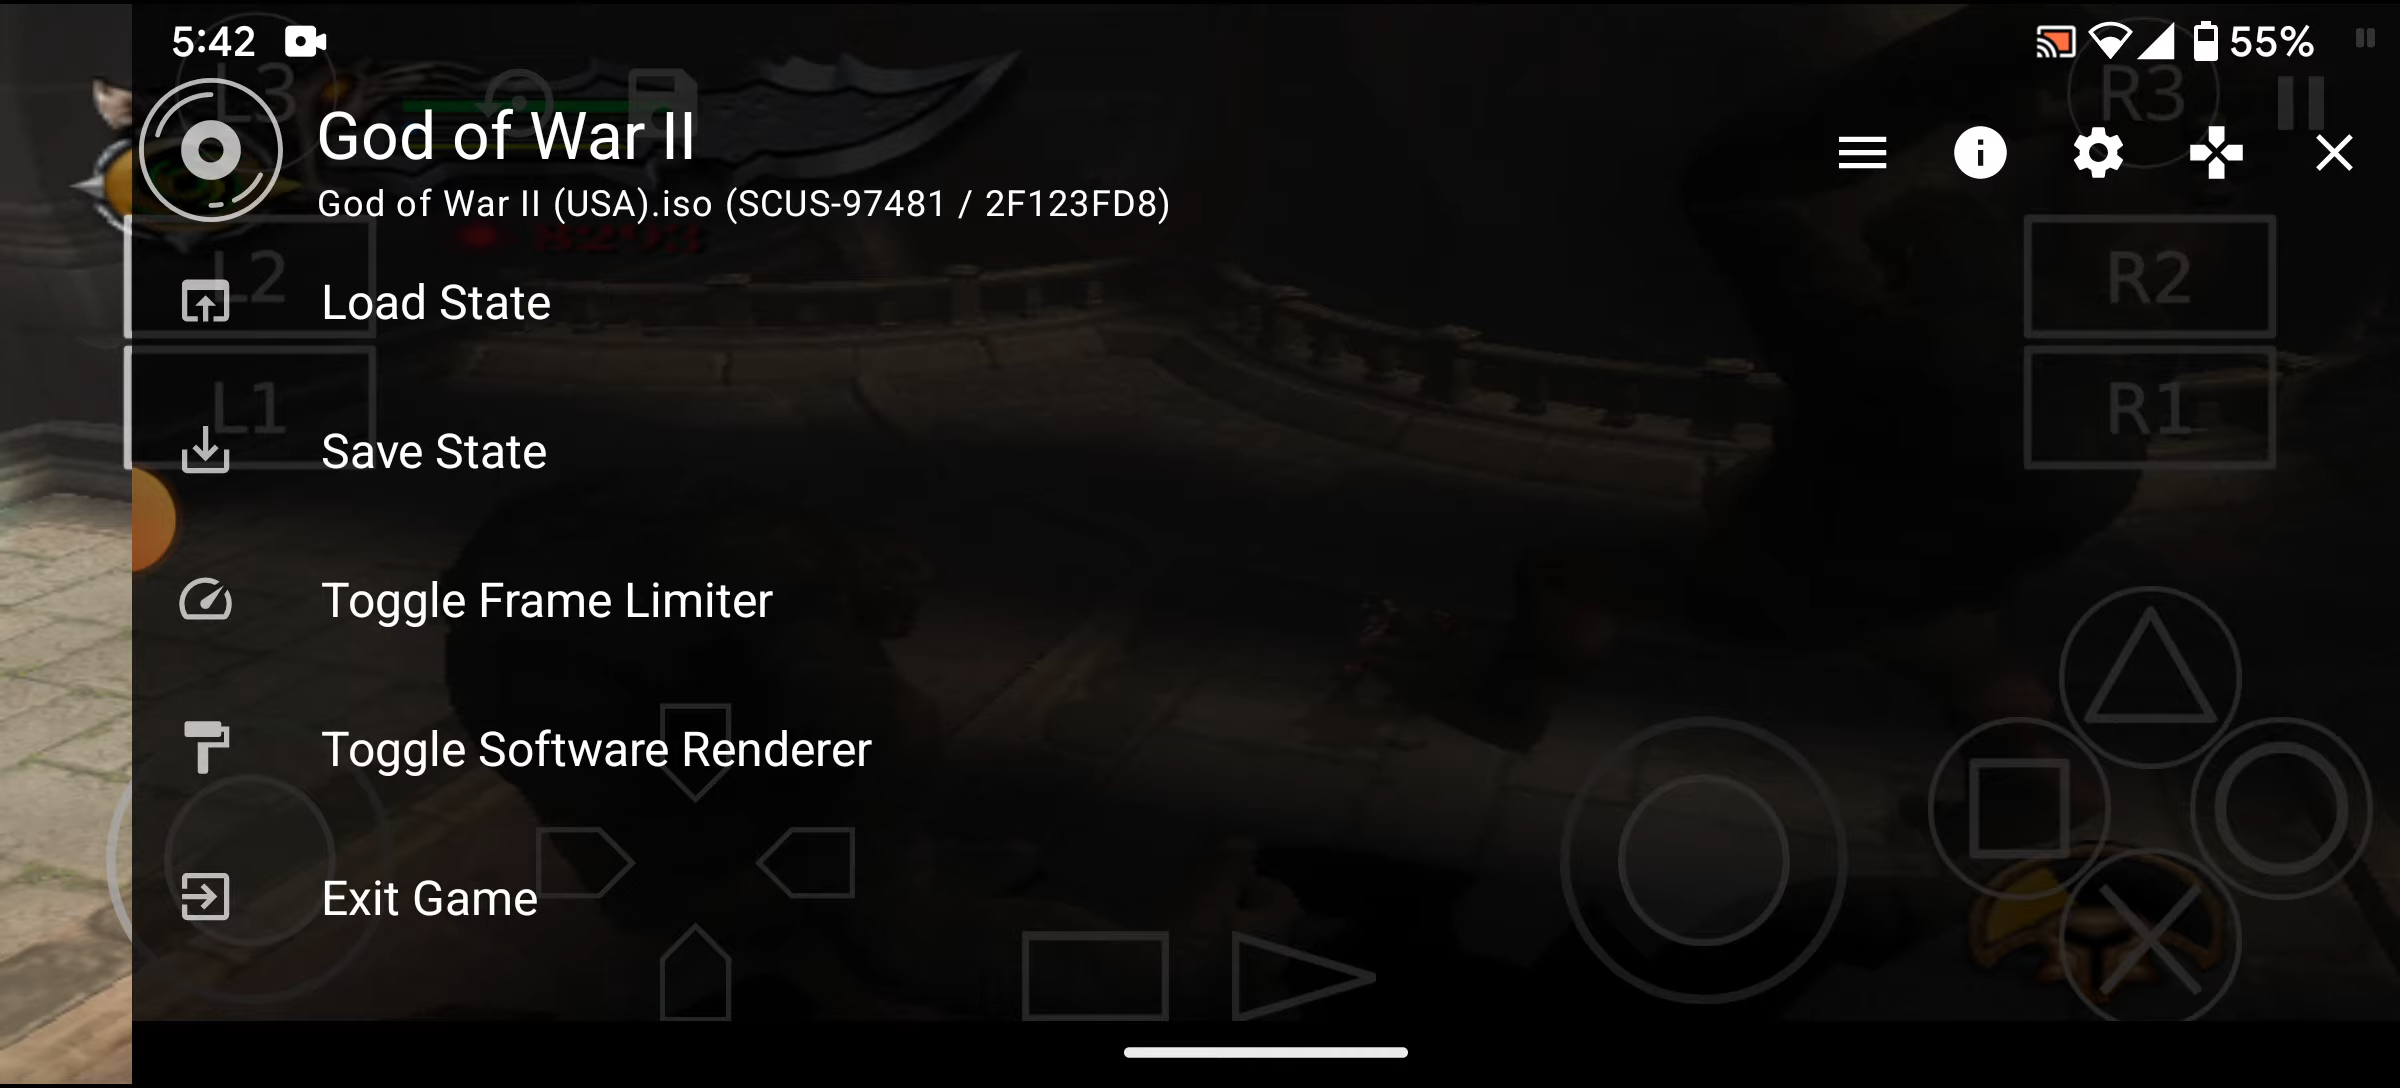 5:42
55%
L3
R3
God of War II
God of War II (USA).iso (SCUS-97481 / 2F123FD8)
8293
L2
R2
Load State
L1
R1
Save State
Toggle Frame Limiter
Toggle Software Renderer
Exit Game